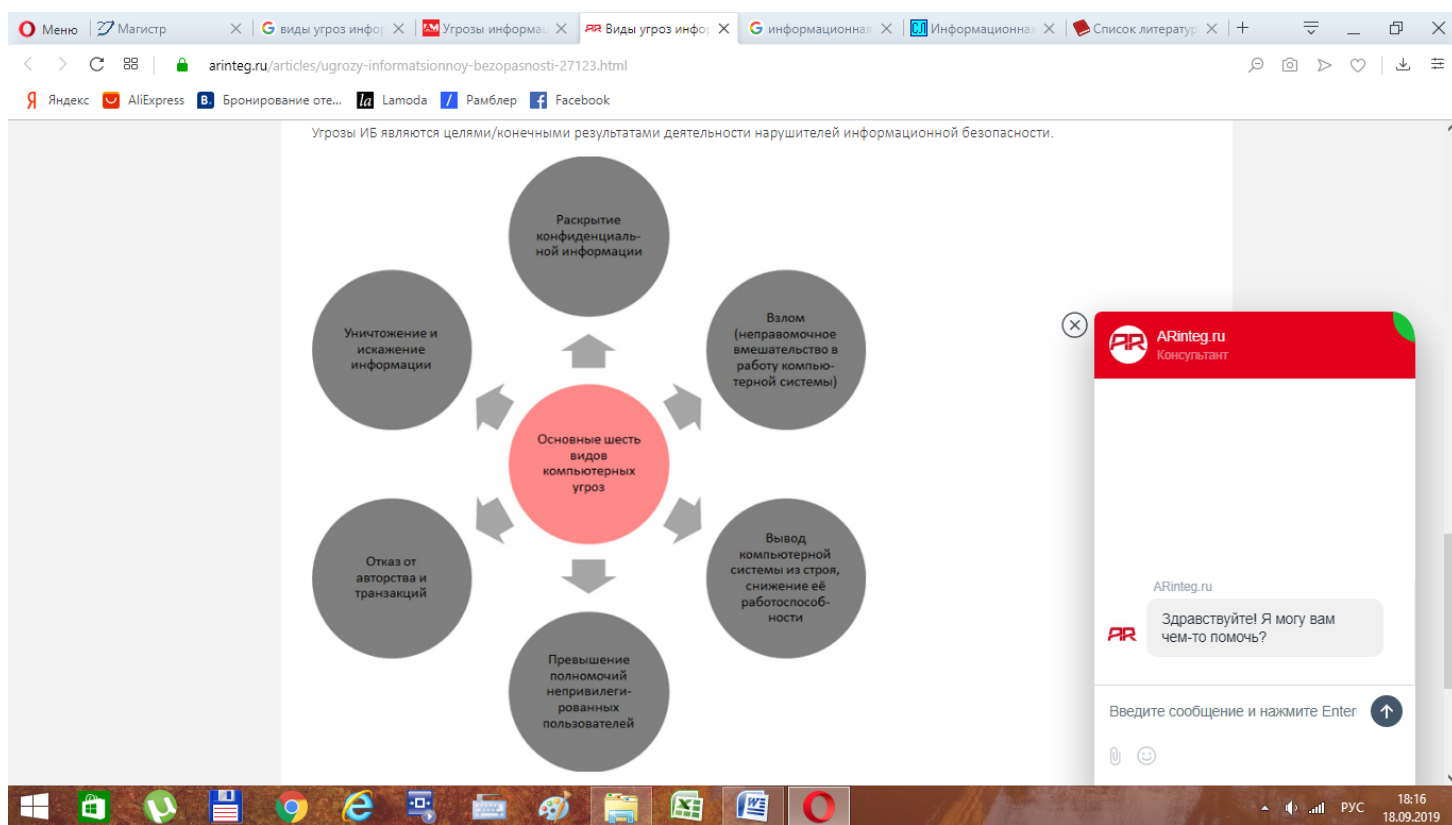 Меню
Магистр
виды угроз инфор
Угрозы информац
Виды угроз инфор
информационная
Информационная
Список литератур
arinteg.ru/articles/ugrozy-informatsionnoy-bezopasnosti-27123.html
Яндекс
AliExpress
Бронирование оте...
Lamoda
Рамблер
Facebook
Угрозы ИБ являются целями/конечными результатами деятельности нарушителей информационной безопасности.
Раскрытие
конфиденциаль-
ной информации
Уничтожение и
искажение
информации
Взлом
(неправомочное
вмешательство в
работу компью-
терной системы)
Основные шесть
видов
компьютерных
угроз
Отказ от
авторства и
транзакций
Вывод
компьютерной
системы из строя,
снижение её
работоспособ-
ности
Превышение
полномочий
непривилеги-
рованных
пользователей
AR
ARinteg.ru
Консультант
ARinteg.ru
AR
Здравствуйте! Я могу вам
чем-то помочь?
Введите сообщение и нажмите Enter
РУС
18:16
18.09.2019